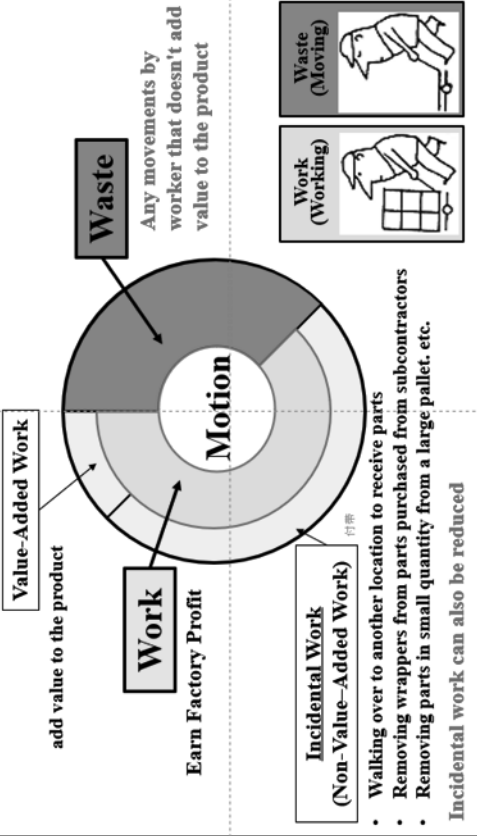 Value-Added Work
add value to the product
Waste
Any movements by
worker that doesn't add
value to the product
Work
Earn Factory Profit
Motion
Incidental Work
(Non-Value-Added Work)
付帯
• Walking over to another location to receive parts
• Removing wrappers from parts purchased from subcontractors
• Removing parts in small quantity from a large pallet. etc.
Incidental work can also be reduced
Work
(Working)
Waste
(Moving)